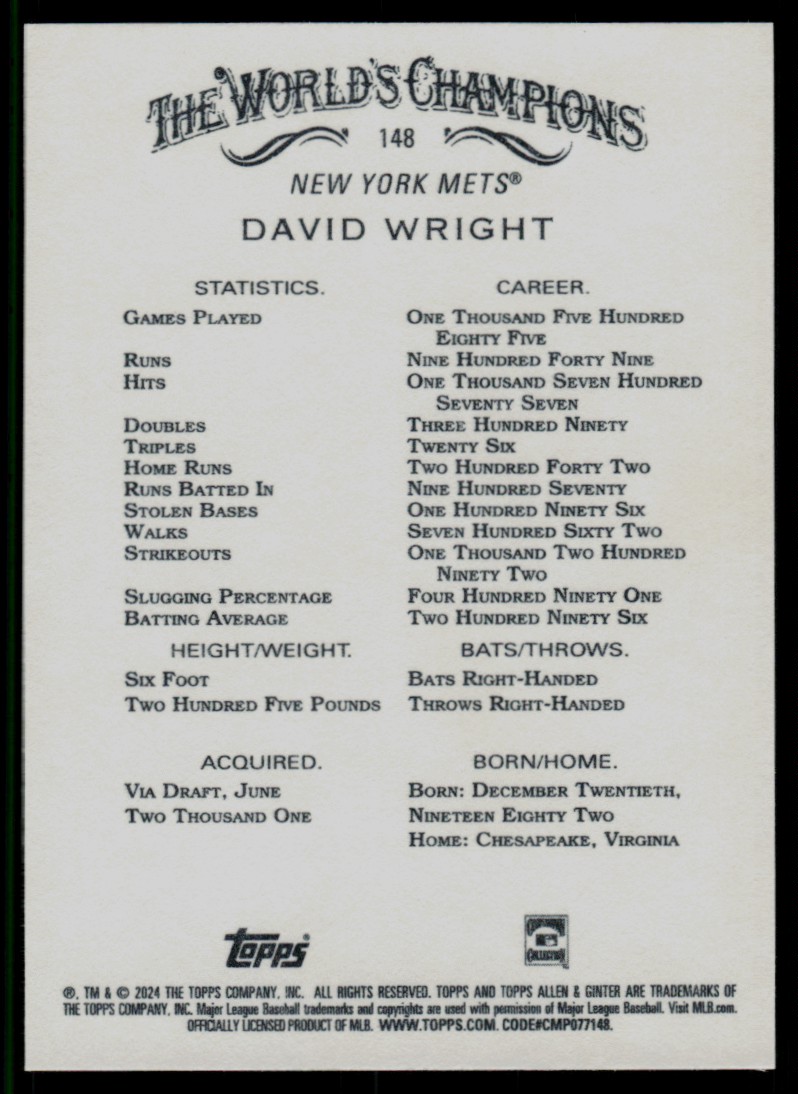 THE WORLD'S CHAMPIONS
148
NEW YORK METS®
DAVID WRIGHT
STATISTICS. CAREER.
GAMES PLAYED ONE THOUSAND FIVE HUNDRED
EIGHTY FIVE
RUNS NINE HUNDRED FORTY NINE
HITS ONE THOUSAND SEVEN HUNDRED
SEVENTY SEVEN
DOUBLES THREE HUNDRED NINETY
TRIPLES TWENTY SIX
HOME RUNS TWO HUNDRED FORTY TWO
RUNS BATTED IN NINE HUNDRED SEVENTY
STOLEN BASES ONE HUNDRED NINETY SIX
WALKS SEVEN HUNDRED SIXTY TWO
STRIKEOUTS ONE THOUSAND TWO HUNDRED
NINETY TWO
SLUGGING PERCENTAGE FOUR HUNDRED NINETY ONE
BATTING AVERAGE TWO HUNDRED NINETY SIX
HEIGHT/WEIGHT. BATS/THROWS.
SIX FOOT BATS RIGHT-HANDED
TWO HUNDRED FIVE POUNDS THROWS RIGHT-HANDED
ACQUIRED. BORN/HOME.
VIA DRAFT, JUNE BORN: DECEMBER TWENTIETH,
TWO THOUSAND ONE NINETEEN EIGHTY TWO
HOME: CHESAPEAKE, VIRGINIA
topps
®, TM & © 2024 THE TOPPS COMPANY, INC. ALL RIGHTS RESERVED. TOPPS AND TOPPS ALLEN & GINTER ARE TRADEMARKS OF
THE TOPPS COMPANY, INC. Major League Baseball trademarks and copyrights are used with permission of Major League Baseball. Visit MLB.com.
OFFICIALLY LICENSED PRODUCT OF MLB. WWW.TOPPS.COM. CODE#CMP077148.